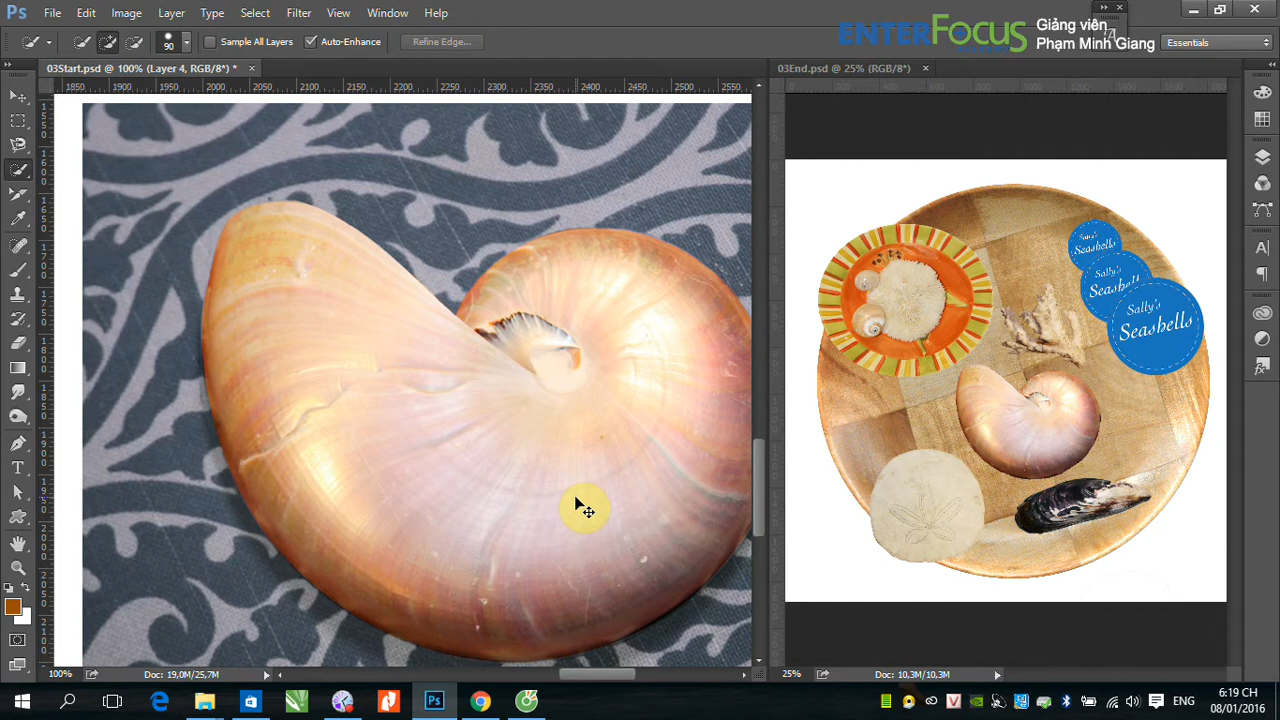 Ps File Edit Image Layer Type Select Filter View Window Help
ENTERFocus
Giảng viên
Phạm Minh Giang
90 Sample All Layers Auto-Enhance Refine Edge... Essentials
03Start.psd @ 100% (Layer 4, RGB/8*) * ×
03End.psd @ 25% (RGB/8*) ×
1850 1900 1950 2000 2050 2100 2150 2200 2250 2300 2350 2400 2450 2500 2550
Seashells
Sally's
Sally's
Seashells
100% Doc: 19,0M/25,7M
25% Doc: 10,3M/10,3M
ENG
6:19 CH
08/01/2016